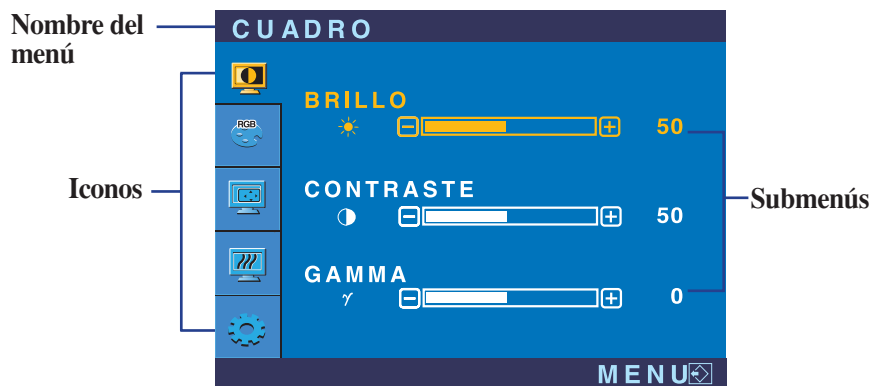 Nombre del
menú
CUADRO
RGB
BRILLO
50
Iconos
CONTRASTE
50
Submenús
GAMMA
γ
0
MENU